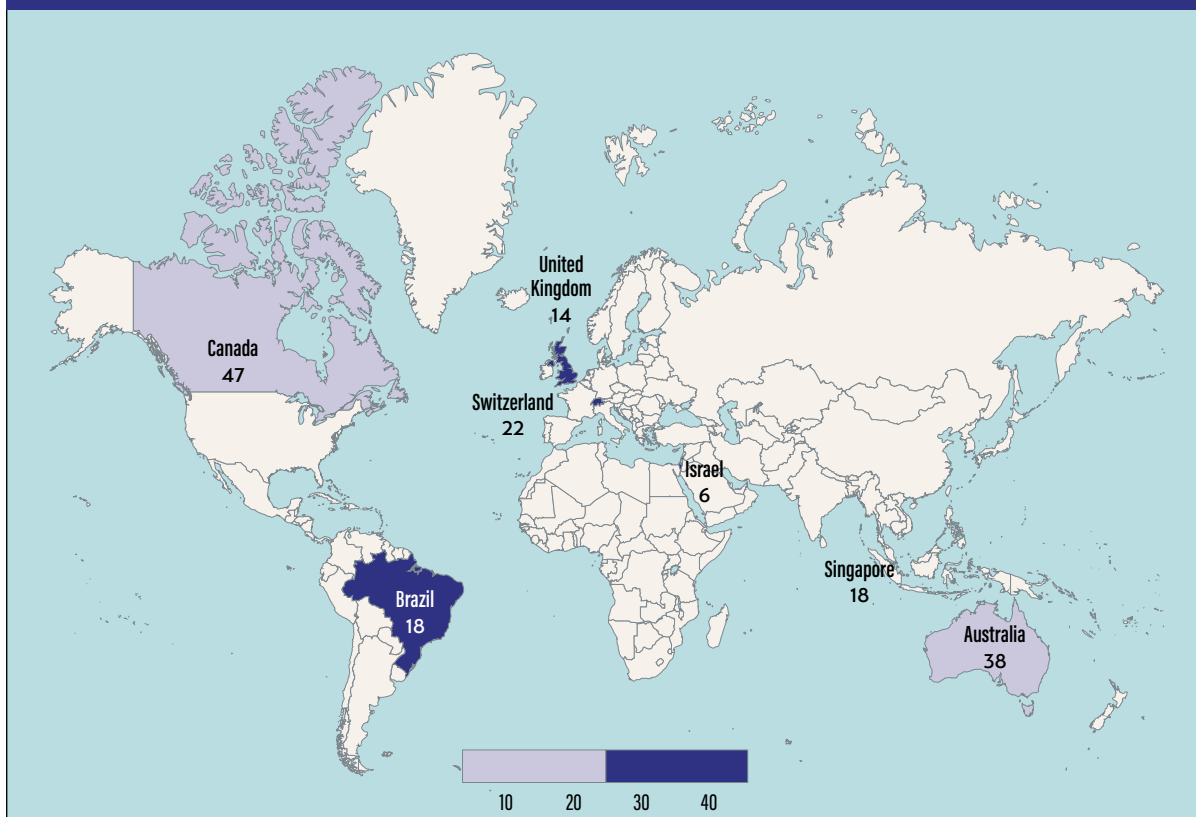 United
Kingdom
14
Canada
47
Switzerland
22
Israel
6
Singapore
18
Brazil
18
Australia
38
10 20 30 40